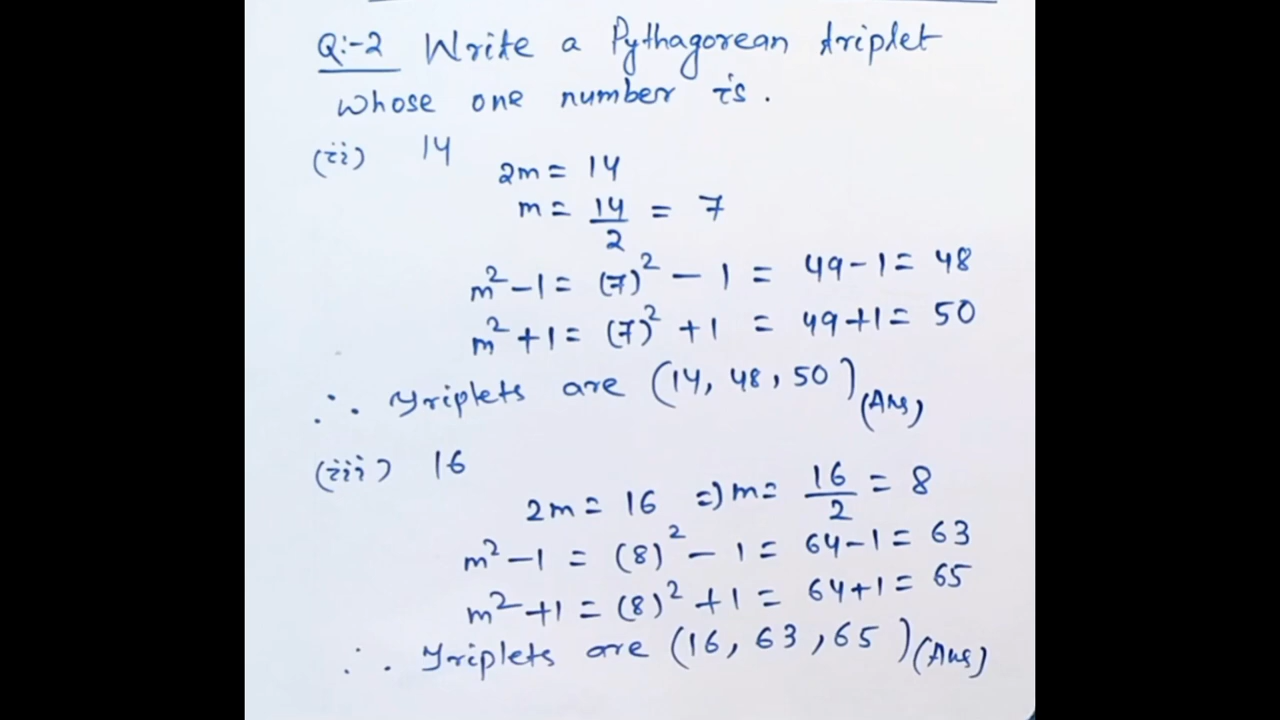 Q:-2 Write a Pythagorean triplet
whose one number is.
(ii) 14
2m = 14
m = 14/2 = 7
m² - 1 = (7)² - 1 = 49 - 1 = 48
m² + 1 = (7)² + 1 = 49 + 1 = 50
∴ Triplets are (14, 48, 50) (Ans)
(iii) 16
2m = 16 => m = 16/2 = 8
m² - 1 = (8)² - 1 = 64 - 1 = 63
m² + 1 = (8)² + 1 = 64 + 1 = 65
∴ Triplets are (16, 63, 65) (Ans)